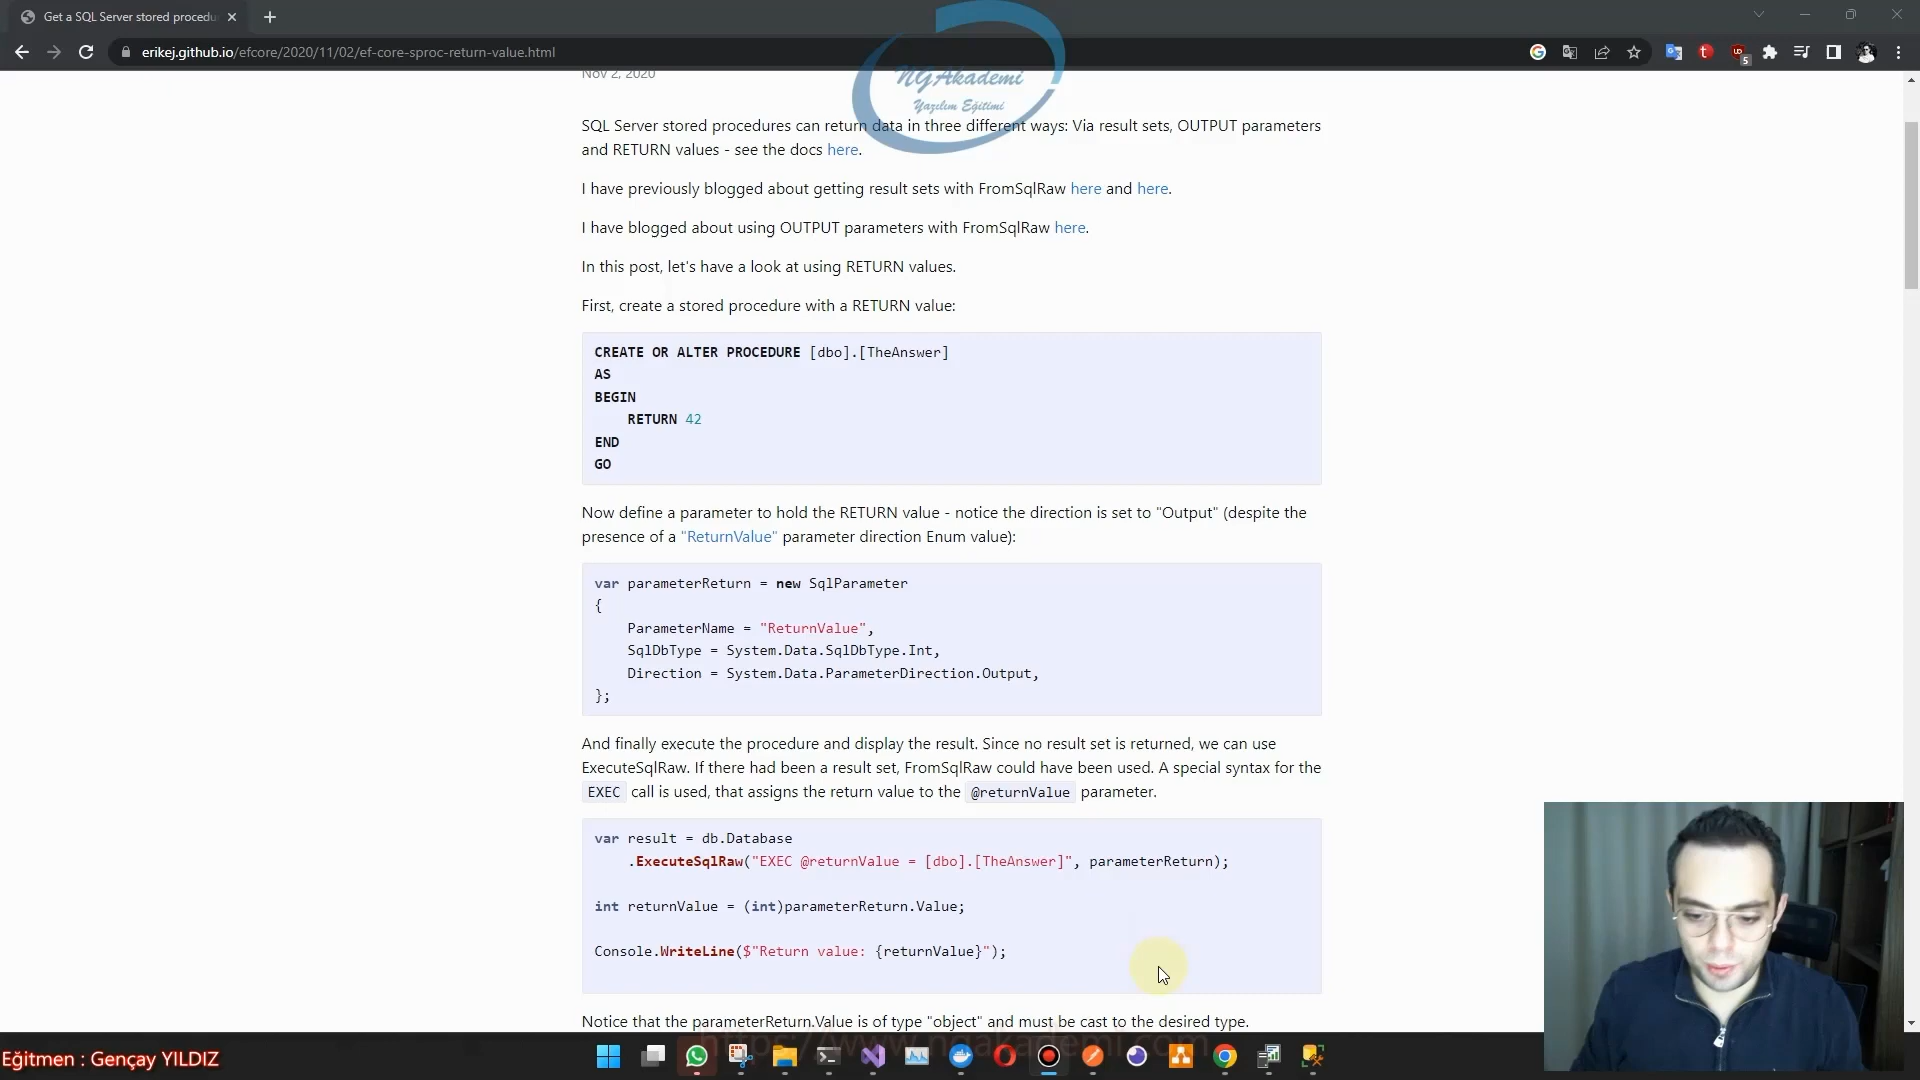 Get a SQL Server stored procedu
erikej.github.io/efcore/2020/11/02/ef-core-sproc-return-value.html
5
Nov 2, 2020
NGAkademi
Yazılım Eğitimi
SQL Server stored procedures can return data in three different ways: Via result sets, OUTPUT parameters
and RETURN values - see the docs here.
I have previously blogged about getting result sets with FromSqlRaw here and here.
I have blogged about using OUTPUT parameters with FromSqlRaw here.
In this post, let's have a look at using RETURN values.
First, create a stored procedure with a RETURN value:
CREATE OR ALTER PROCEDURE [dbo].[TheAnswer]
AS
BEGIN
RETURN 42
END
GO
Now define a parameter to hold the RETURN value - notice the direction is set to "Output" (despite the
presence of a "ReturnValue" parameter direction Enum value):
var parameterReturn = new SqlParameter
{
ParameterName = "ReturnValue",
SqlDbType = System.Data.SqlDbType.Int,
Direction = System.Data.ParameterDirection.Output,
};
And finally execute the procedure and display the result. Since no result set is returned, we can use
ExecuteSqlRaw. If there had been a result set, FromSqlRaw could have been used. A special syntax for the
EXEC call is used, that assigns the return value to the @returnValue parameter.
var result = db.Database
.ExecuteSqlRaw("EXEC @returnValue = [dbo].[TheAnswer]", parameterReturn);
int returnValue = (int)parameterReturn.Value;
Console.WriteLine($"Return value: {returnValue}");
Notice that the parameterReturn.Value is of type "object" and must be cast to the desired type.
Eğitmen : Gençay YILDIZ